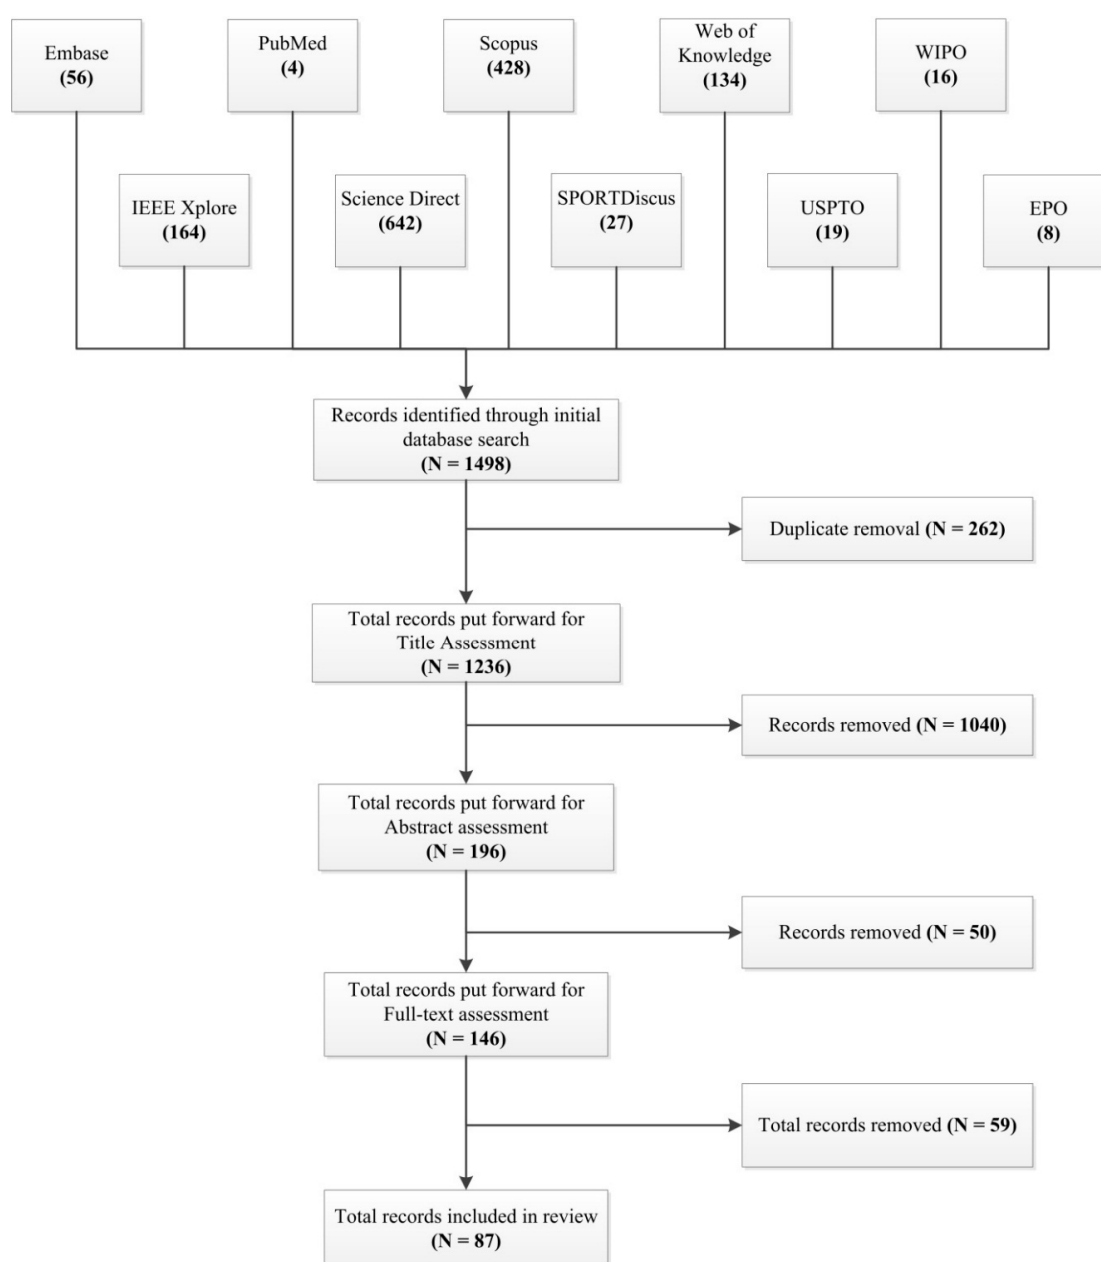 Embase
(56)
PubMed
(4)
Scopus
(428)
Web of
Knowledge
(134)
WIPO
(16)
IEEE Xplore
(164)
Science Direct
(642)
SPORTDiscus
(27)
USPTO
(19)
EPO
(8)
Records identified through initial
database search
(N = 1498)
Duplicate removal (N = 262)
Total records put forward for
Title Assessment
(N = 1236)
Records removed (N = 1040)
Total records put forward for
Abstract assessment
(N = 196)
Records removed (N = 50)
Total records put forward for
Full-text assessment
(N = 146)
Total records removed (N = 59)
Total records included in review
(N = 87)